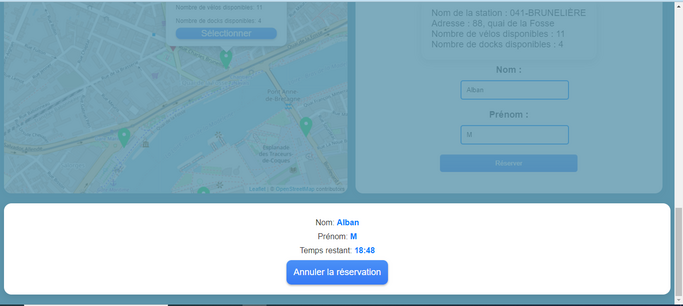 Nombre de vélos disponibles: 11
Nombre de docks disponibles: 4
Sélectionner
Pont Anne
de Bretagne
Esplanade
des Traceurs
de Coques
Leaflet | © OpenStreetMap contributors
Nom de la station : 041-BRUNELIERE
Adresse : 88, quai de la Fosse
Nombre de vélos disponibles : 11
Nombre de docks disponibles : 4
Nom :
Alban
Prénom :
M
Réserver
Nom: Alban
Prénom: M
Temps restant: 18:48
Annuler la réservation